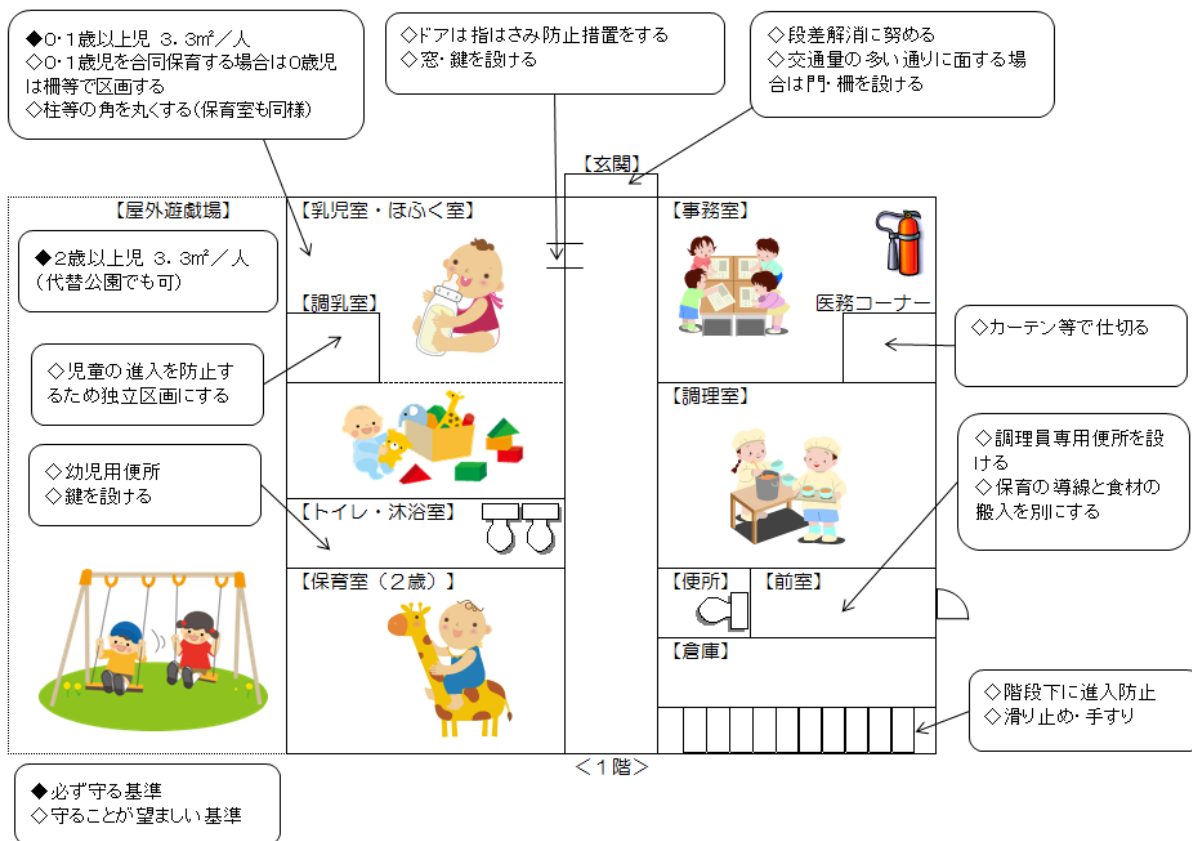 ◆0・1歳以上児 3.3㎡/人
◇0・1歳児を合同保育する場合は0歳児
は柵等で区画する
◇柱等の角を丸くする(保育室も同様)
◇ドアは指はさみ防止措置をする
◇窓・鍵を設ける
◇段差解消に努める
◇交通量の多い通りに面する場
合は門・柵を設ける
【玄関】
【屋外遊戯場】
【乳児室・ほふく室】
【事務室】
◆2歳以上児 3.3㎡/人
(代替公園でも可)
【調乳室】
医務コーナー
◇カーテン等で仕切る
◇児童の進入を防止す
るため独立区画にする
【調理室】
◇調理員専用便所を設
ける
◇保育の導線と食材の
搬入を別にする
◇幼児用便所
◇鍵を設ける
【トイレ・沐浴室】
【保育室(2歳)】
【便所】
【前室】
【倉庫】
◇階段下に進入防止
◇滑り止め・手すり
<1階>
◆必ず守る基準
◇守ることが望ましい基準